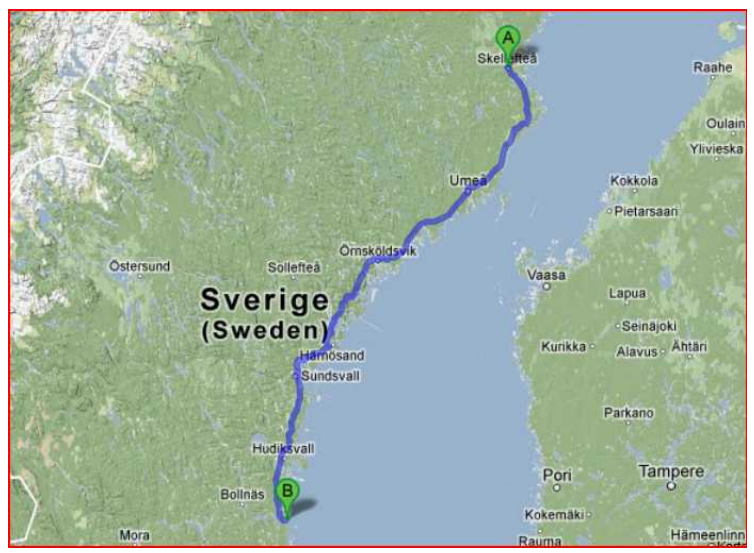 A
Skellefteå
Raahe
Oulain
Ylivieska
Umeå
Kokkola
Pietarsaari
Örnsköldsvik
Östersund
Sollefteå
Vaasa
Sverige
(Sweden)
Lapua
Seinäjoki
Kurikka
Alavus
Ähtäri
Härnösand
Sundsvall
Parkano
Hudiksvall
Bollnäs
B
Pori
Tampere
Kokemäki
Mora
Rauma
Hämeenlinn